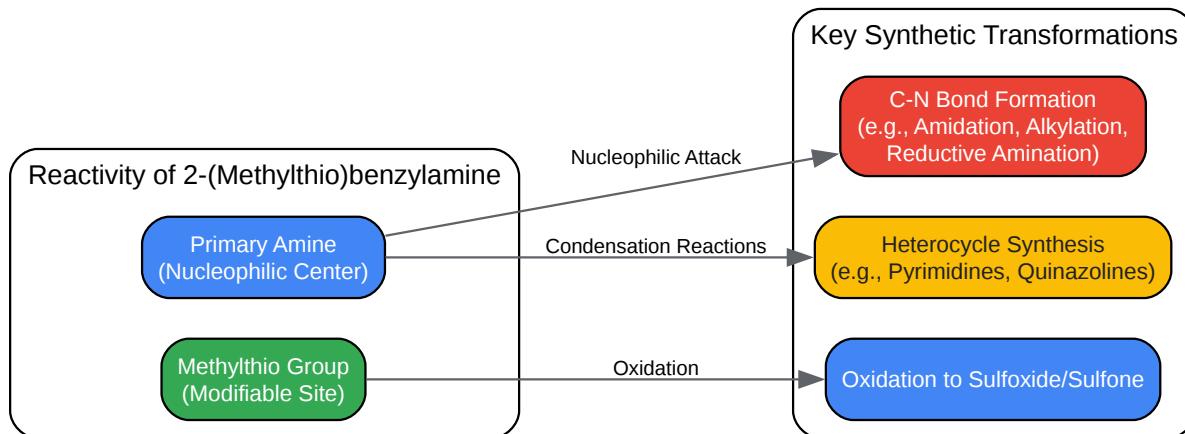 Reactivity of 2-(Methylthio)benzylamine
Primary Amine
(Nucleophilic Center)
Methylthio Group
(Modifiable Site)
Nucleophilic Attack
Condensation Reactions
Oxidation
Key Synthetic Transformations
C-N Bond Formation
(e.g., Amidation, Alkylation,
Reductive Amination)
Heterocycle Synthesis
(e.g., Pyrimidines, Quinazolines)
Oxidation to Sulfoxide/Sulfone